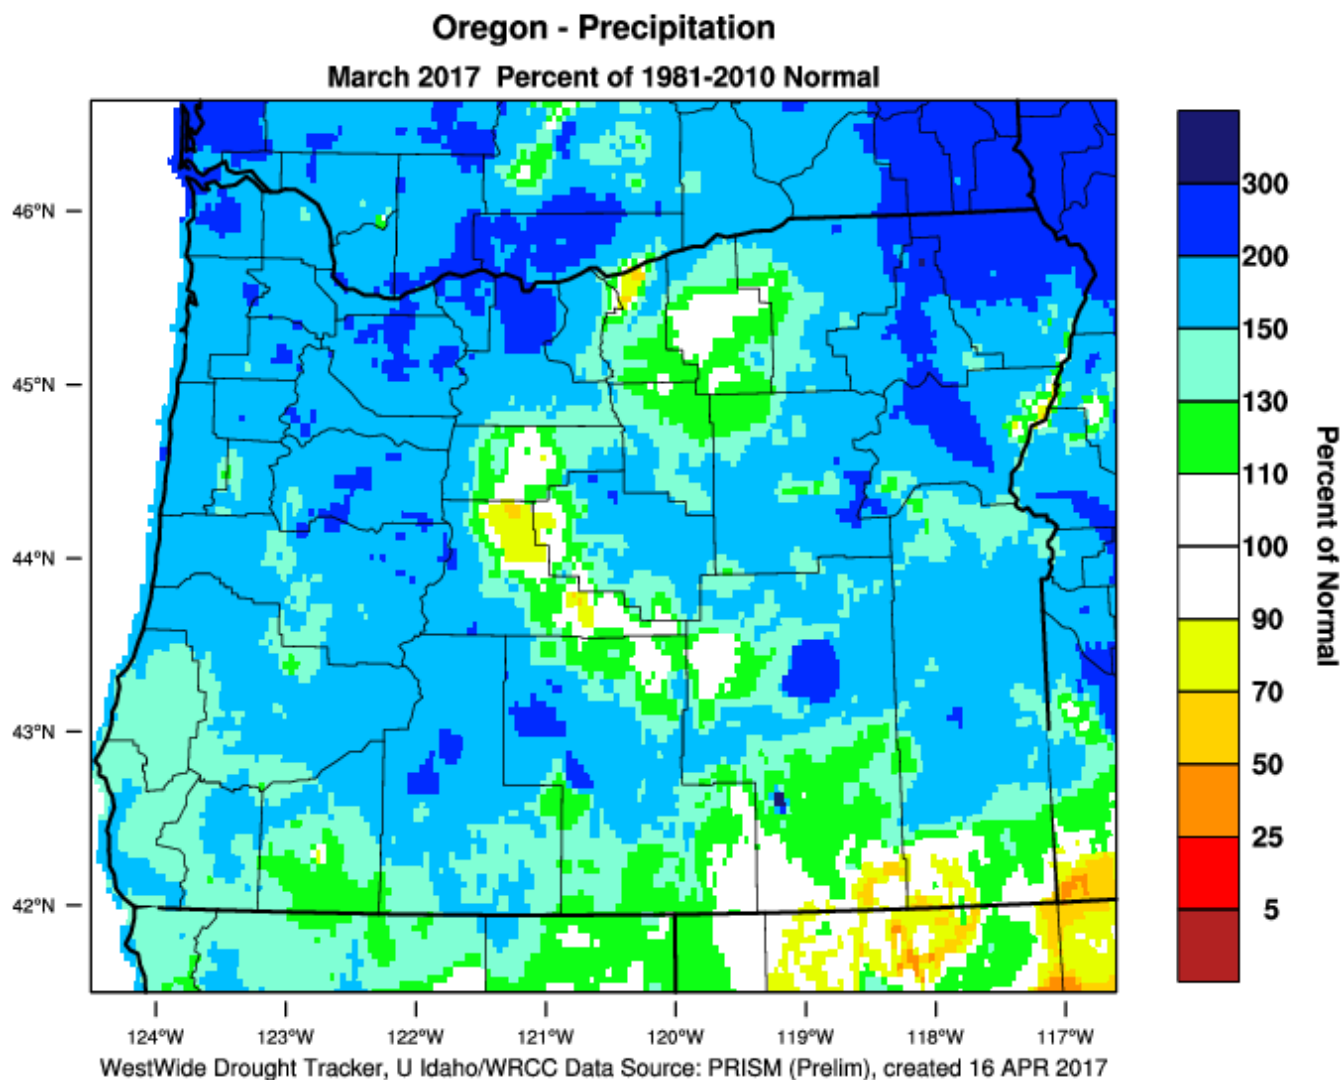 Oregon - Precipitation
March 2017  Percent of 1981-2010 Normal
46°N
45°N
44°N
43°N
42°N
124°W 123°W 122°W 121°W 120°W 119°W 118°W 117°W
300
200
150
130
110
100
90
70
50
25
5
Percent of Normal
WestWide Drought Tracker, U Idaho/WRCC Data Source: PRISM (Prelim), created 16 APR 2017